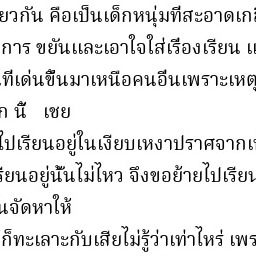 ยวกัน คือเป็นเด็กหนุ่มที่สะอาดเกลี
การ ขยันและเอาใจใส่เรื่องเรียน แ
ที่เด่นขึ้นมาเหนือคนอื่นเพราะเหตุ
ก นี้ เชย
ไปเรียนอยู่ในเงียบเหงาปราศจากเ
รียนอยู่นั้นไม่ไหว จึงขอย้ายไปเรียน
นจัดหาให้
ก็ทะเลาะกับเสียไม่รู้ว่าเท่าไหร่ เพร